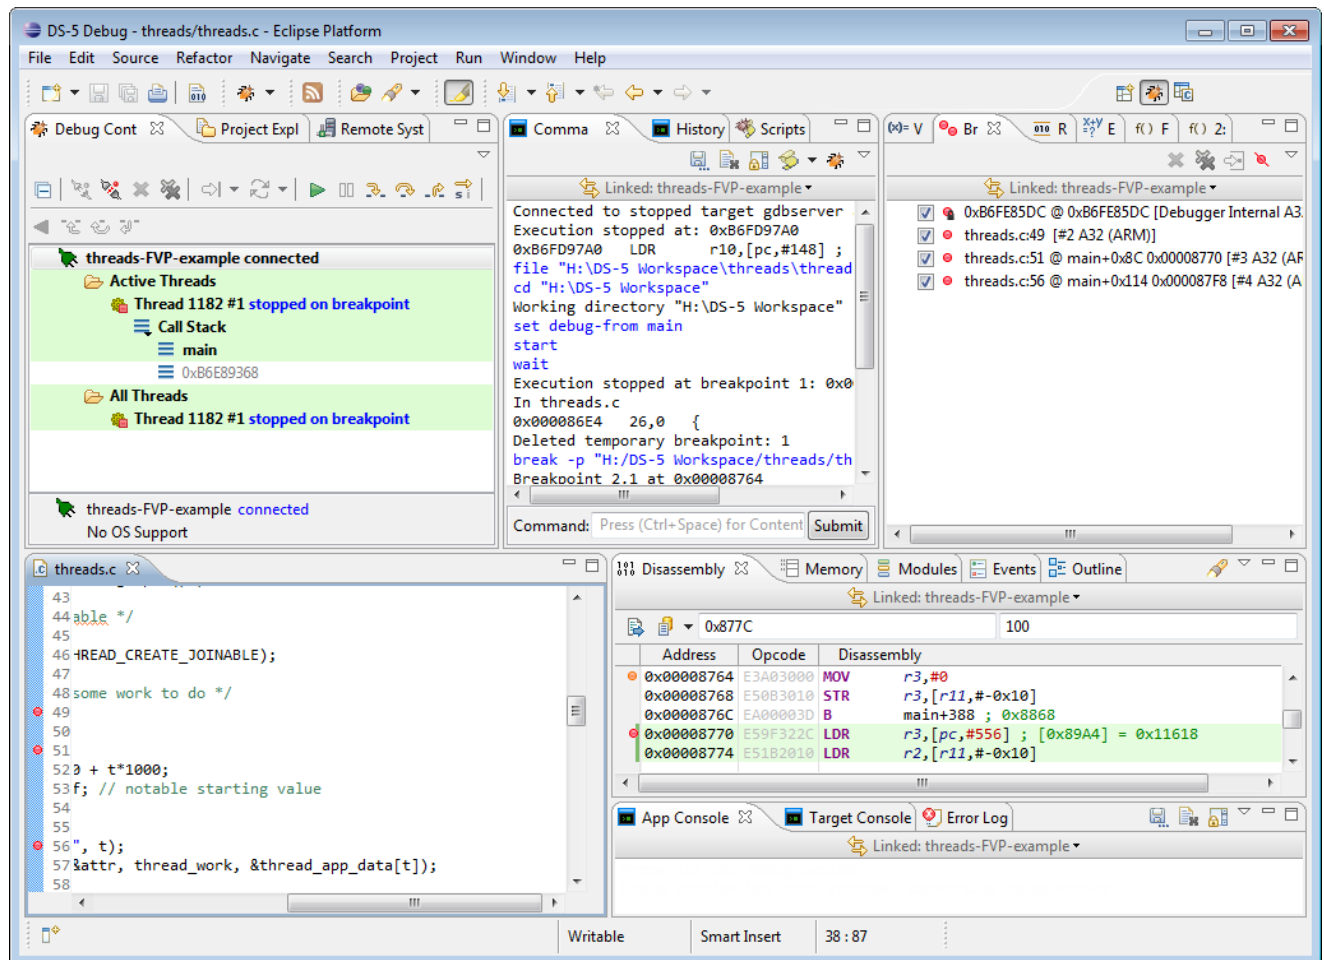 DS-5 Debug - threads/threads.c - Eclipse Platform
File Edit Source Refactor Navigate Search Project Run Window Help
Debug Cont Project Expl Remote Syst
threads-FVP-example connected
Active Threads
Thread 1182 #1 stopped on breakpoint
Call Stack
main
0xB6E89368
All Threads
Thread 1182 #1 stopped on breakpoint
threads-FVP-example connected
No OS Support
Comma History Scripts
Linked: threads-FVP-example
Connected to stopped target gdbserver
Execution stopped at: 0xB6FD97A0
0xB6FD97A0 LDR r10,[pc,#148] ;
file "H:\DS-5 Workspace\threads\thread
cd "H:\DS-5 Workspace"
Working directory "H:\DS-5 Workspace"
set debug-from main
start
wait
Execution stopped at breakpoint 1: 0x0
In threads.c
0x000086E4 26,0 {
Deleted temporary breakpoint: 1
break -p "H:/DS-5 Workspace/threads/th
Breakpoint 2.1 at 0x00008764
Command: Press (Ctrl+Space) for Content Submit
(x)= V Br 010 R X+Y=? E f() F f() 2:
Linked: threads-FVP-example
0xB6FE85DC @ 0xB6FE85DC [Debugger Internal A3
threads.c:49 [#2 A32 (ARM)]
threads.c:51 @ main+0x8C 0x00008770 [#3 A32 (AR
threads.c:56 @ main+0x114 0x000087F8 [#4 A32 (A
threads.c
43
44 able */
45
46 HREAD_CREATE_JOINABLE);
47
48 some work to do */
49
50
51
52 0 + t*1000;
53 f; // notable starting value
54
55
56 ", t);
57 &attr, thread_work, &thread_app_data[t]);
58
Disassembly Memory Modules Events Outline
Linked: threads-FVP-example
0x877C 100
Address Opcode Disassembly
0x00008764 E3A03000 MOV r3,#0
0x00008768 E50B3010 STR r3,[r11,#-0x10]
0x0000876C EA00003D B main+388 ; 0x8868
0x00008770 E59F322C LDR r3,[pc,#556] ; [0x89A4] = 0x11618
0x00008774 E51B2010 LDR r2,[r11,#-0x10]
App Console Target Console Error Log
Linked: threads-FVP-example
Writable Smart Insert 38 : 87